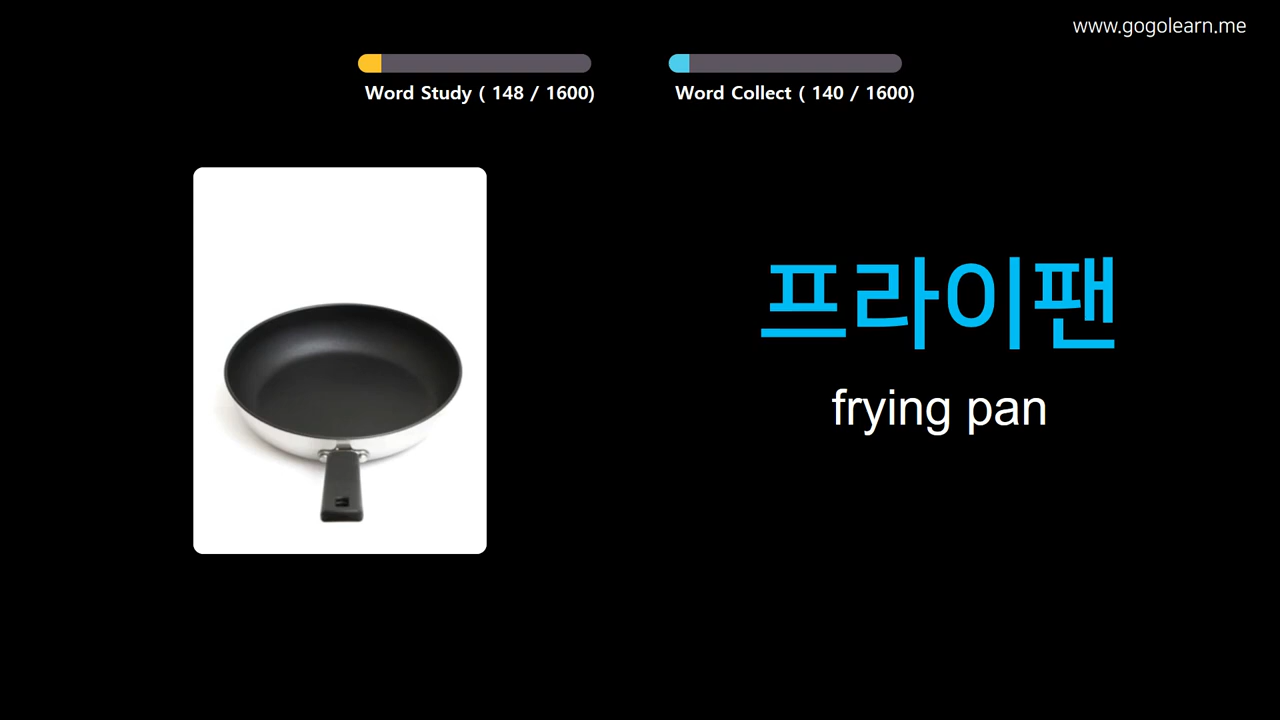 www.gogolearn.me
Word Study ( 148 / 1600)
Word Collect ( 140 / 1600)
프라이팬
frying pan